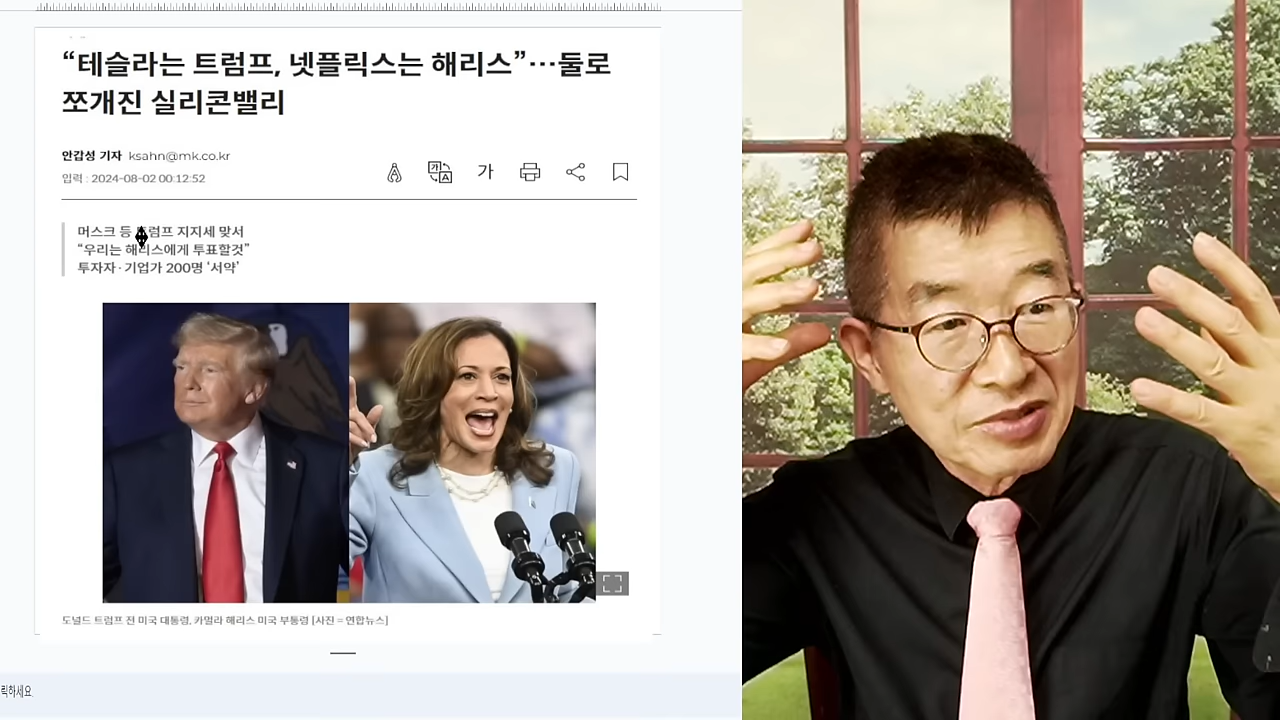 “테슬라는 트럼프, 넷플릭스는 해리스”…둘로
쪼개진 실리콘밸리
안갑성 기자 ksahn@mk.co.kr
입력 : 2024-08-02 00:12:52
가
A
가
머스크 등 트럼프 지지세 맞서
“우리는 해리스에게 투표할것”
투자자·기업가 200명 ‘서약’
도널드 트럼프 전 미국 대통령, 카멀라 해리스 미국 부통령 [사진 = 연합뉴스]
릭하세요.